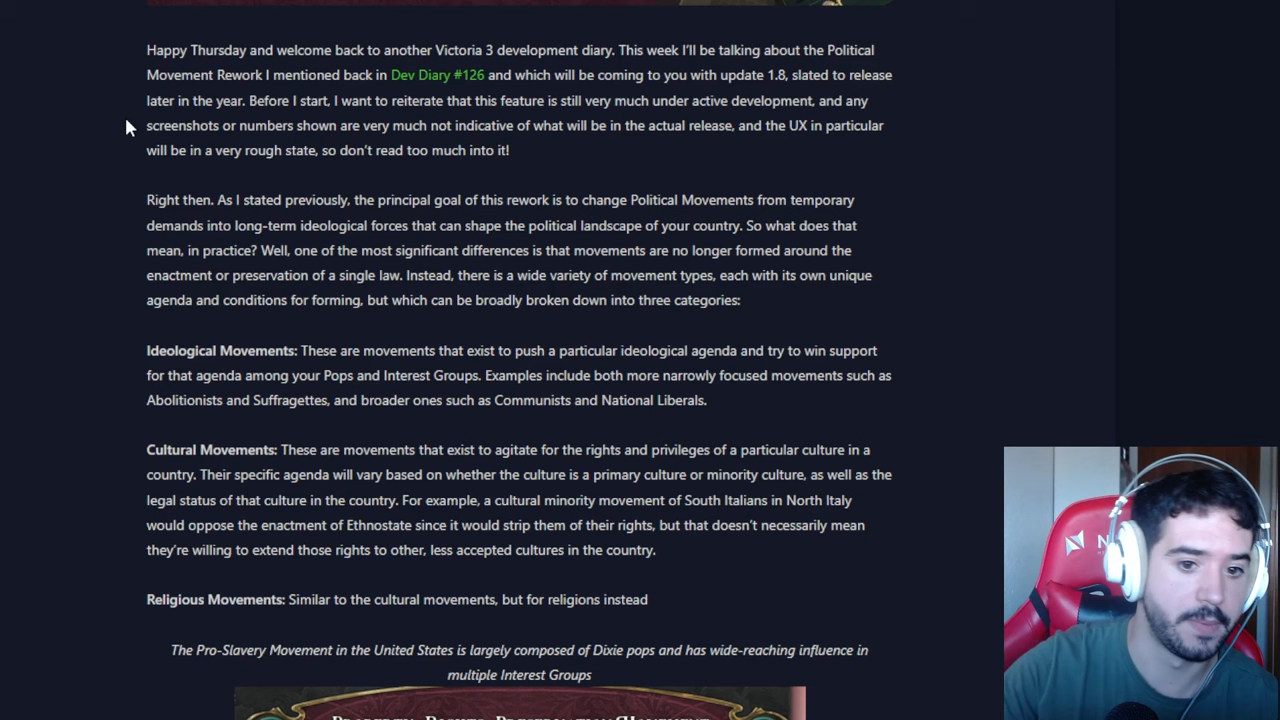 Happy Thursday and welcome back to another Victoria 3 development diary. This week I'll be talking about the Political
Movement Rework I mentioned back in Dev Diary #126 and which will be coming to you with update 1.8, slated to release
later in the year. Before I start, I want to reiterate that this feature is still very much under active development, and any
screenshots or numbers shown are very much not indicative of what will be in the actual release, and the UX in particular
will be in a very rough state, so don't read too much into it!
Right then. As I stated previously, the principal goal of this rework is to change Political Movements from temporary
demands into long-term ideological forces that can shape the political landscape of your country. So what does that
mean, in practice? Well, one of the most significant differences is that movements are no longer formed around the
enactment or preservation of a single law. Instead, there is a wide variety of movement types, each with its own unique
agenda and conditions for forming, but which can be broadly broken down into three categories:
Ideological Movements: These are movements that exist to push a particular ideological agenda and try to win support
for that agenda among your Pops and Interest Groups. Examples include both more narrowly focused movements such as
Abolitionists and Suffragettes, and broader ones such as Communists and National Liberals.
Cultural Movements: These are movements that exist to agitate for the rights and privileges of a particular culture in a
country. Their specific agenda will vary based on whether the culture is a primary culture or minority culture, as well as the
legal status of that culture in the country. For example, a cultural minority movement of South Italians in North Italy
would oppose the enactment of Ethnostate since it would strip them of their rights, but that doesn't necessarily mean
they're willing to extend those rights to other, less accepted cultures in the country.
Religious Movements: Similar to the cultural movements, but for religions instead
The Pro-Slavery Movement in the United States is largely composed of Dixie pops and has wide-reaching influence in
multiple Interest Groups